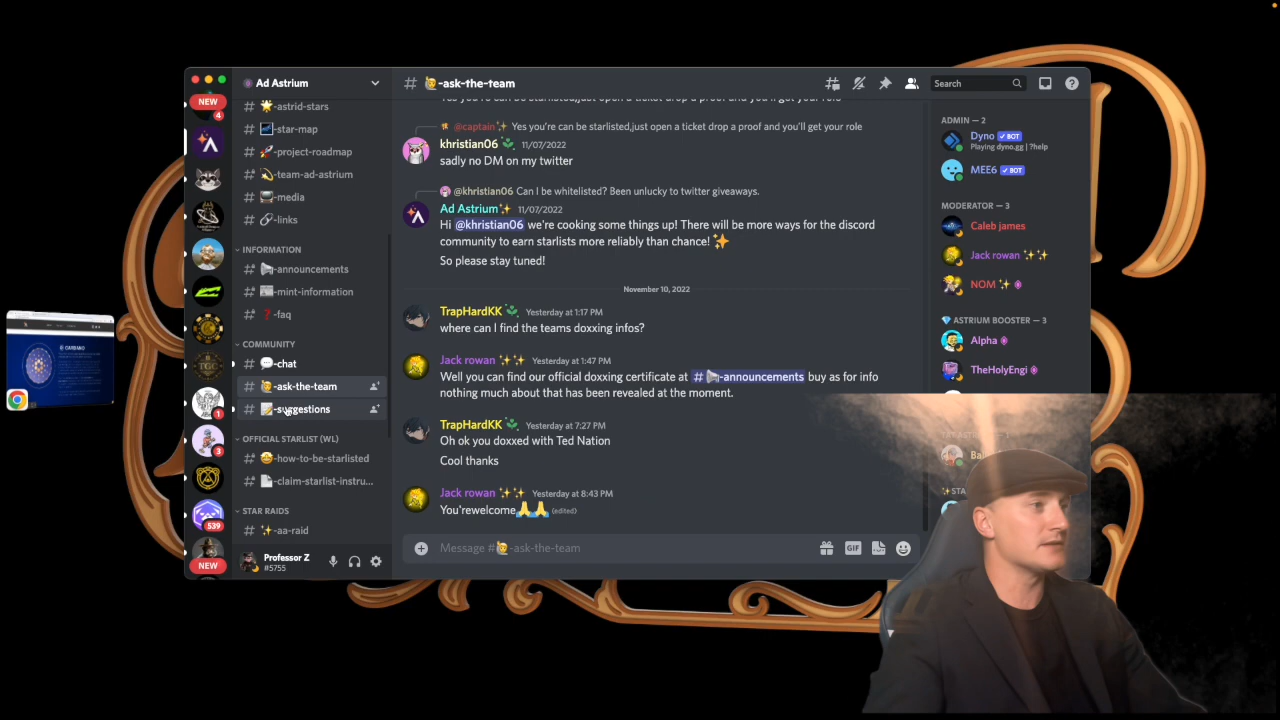 NEW
4
1
3
539
NEW
Ad Astrium
# 🌟-astrid-stars
# 🌌-star-map
# 🚀-project-roadmap
# 💫-team-ad-astrium
# 📰-media
# 🔗-links
INFORMATION
# 📢-announcements
# -mint-information
# ❓-faq
COMMUNITY
# 💬-chat
# 🙋-ask-the-team
# 📝-suggestions
OFFICIAL STARLIST (WL)
# 🤩-how-to-be-starlisted
# 📄-claim-starlist-instru...
STAR RAIDS
# ✨-aa-raid
Professor Z
#5755
# 🙋-ask-the-team
Search
@captain✨ Yes you're can be starlisted,just open a ticket drop a proof and you'll get your role
khristian06 11/07/2022
sadly no DM on my twitter
@khristian06 Can I be whitelisted? Been unlucky to twitter giveaways.
Ad Astrium✨ 11/07/2022
Hi @khristian06 we're cooking some things up! There will be more ways for the discord
community to earn starlists more reliably than chance! ✨
So please stay tuned!
November 10, 2022
TrapHardKK Yesterday at 1:17 PM
where can I find the teams doxxing infos?
Jack rowan ✨✨ Yesterday at 1:47 PM
Well you can find our official doxxing certificate at # 📢-announcements buy as for info
nothing much about that has been revealed at the moment.
TrapHardKK Yesterday at 7:27 PM
Oh ok you doxxed with Ted Nation
Cool thanks
Jack rowan ✨✨ Yesterday at 8:43 PM
You'rewelcome🙏🙏 (edited)
Message #🙋-ask-the-team
GIF
ADMIN — 2
Dyno ✓ BOT
Playing dyno.gg | ?help
MEE6 ✓ BOT
MODERATOR — 3
Caleb james
Jack rowan ✨✨
NOM ✨
💎 ASTRIUM BOOSTER — 3
Alpha
TheHolyEngi